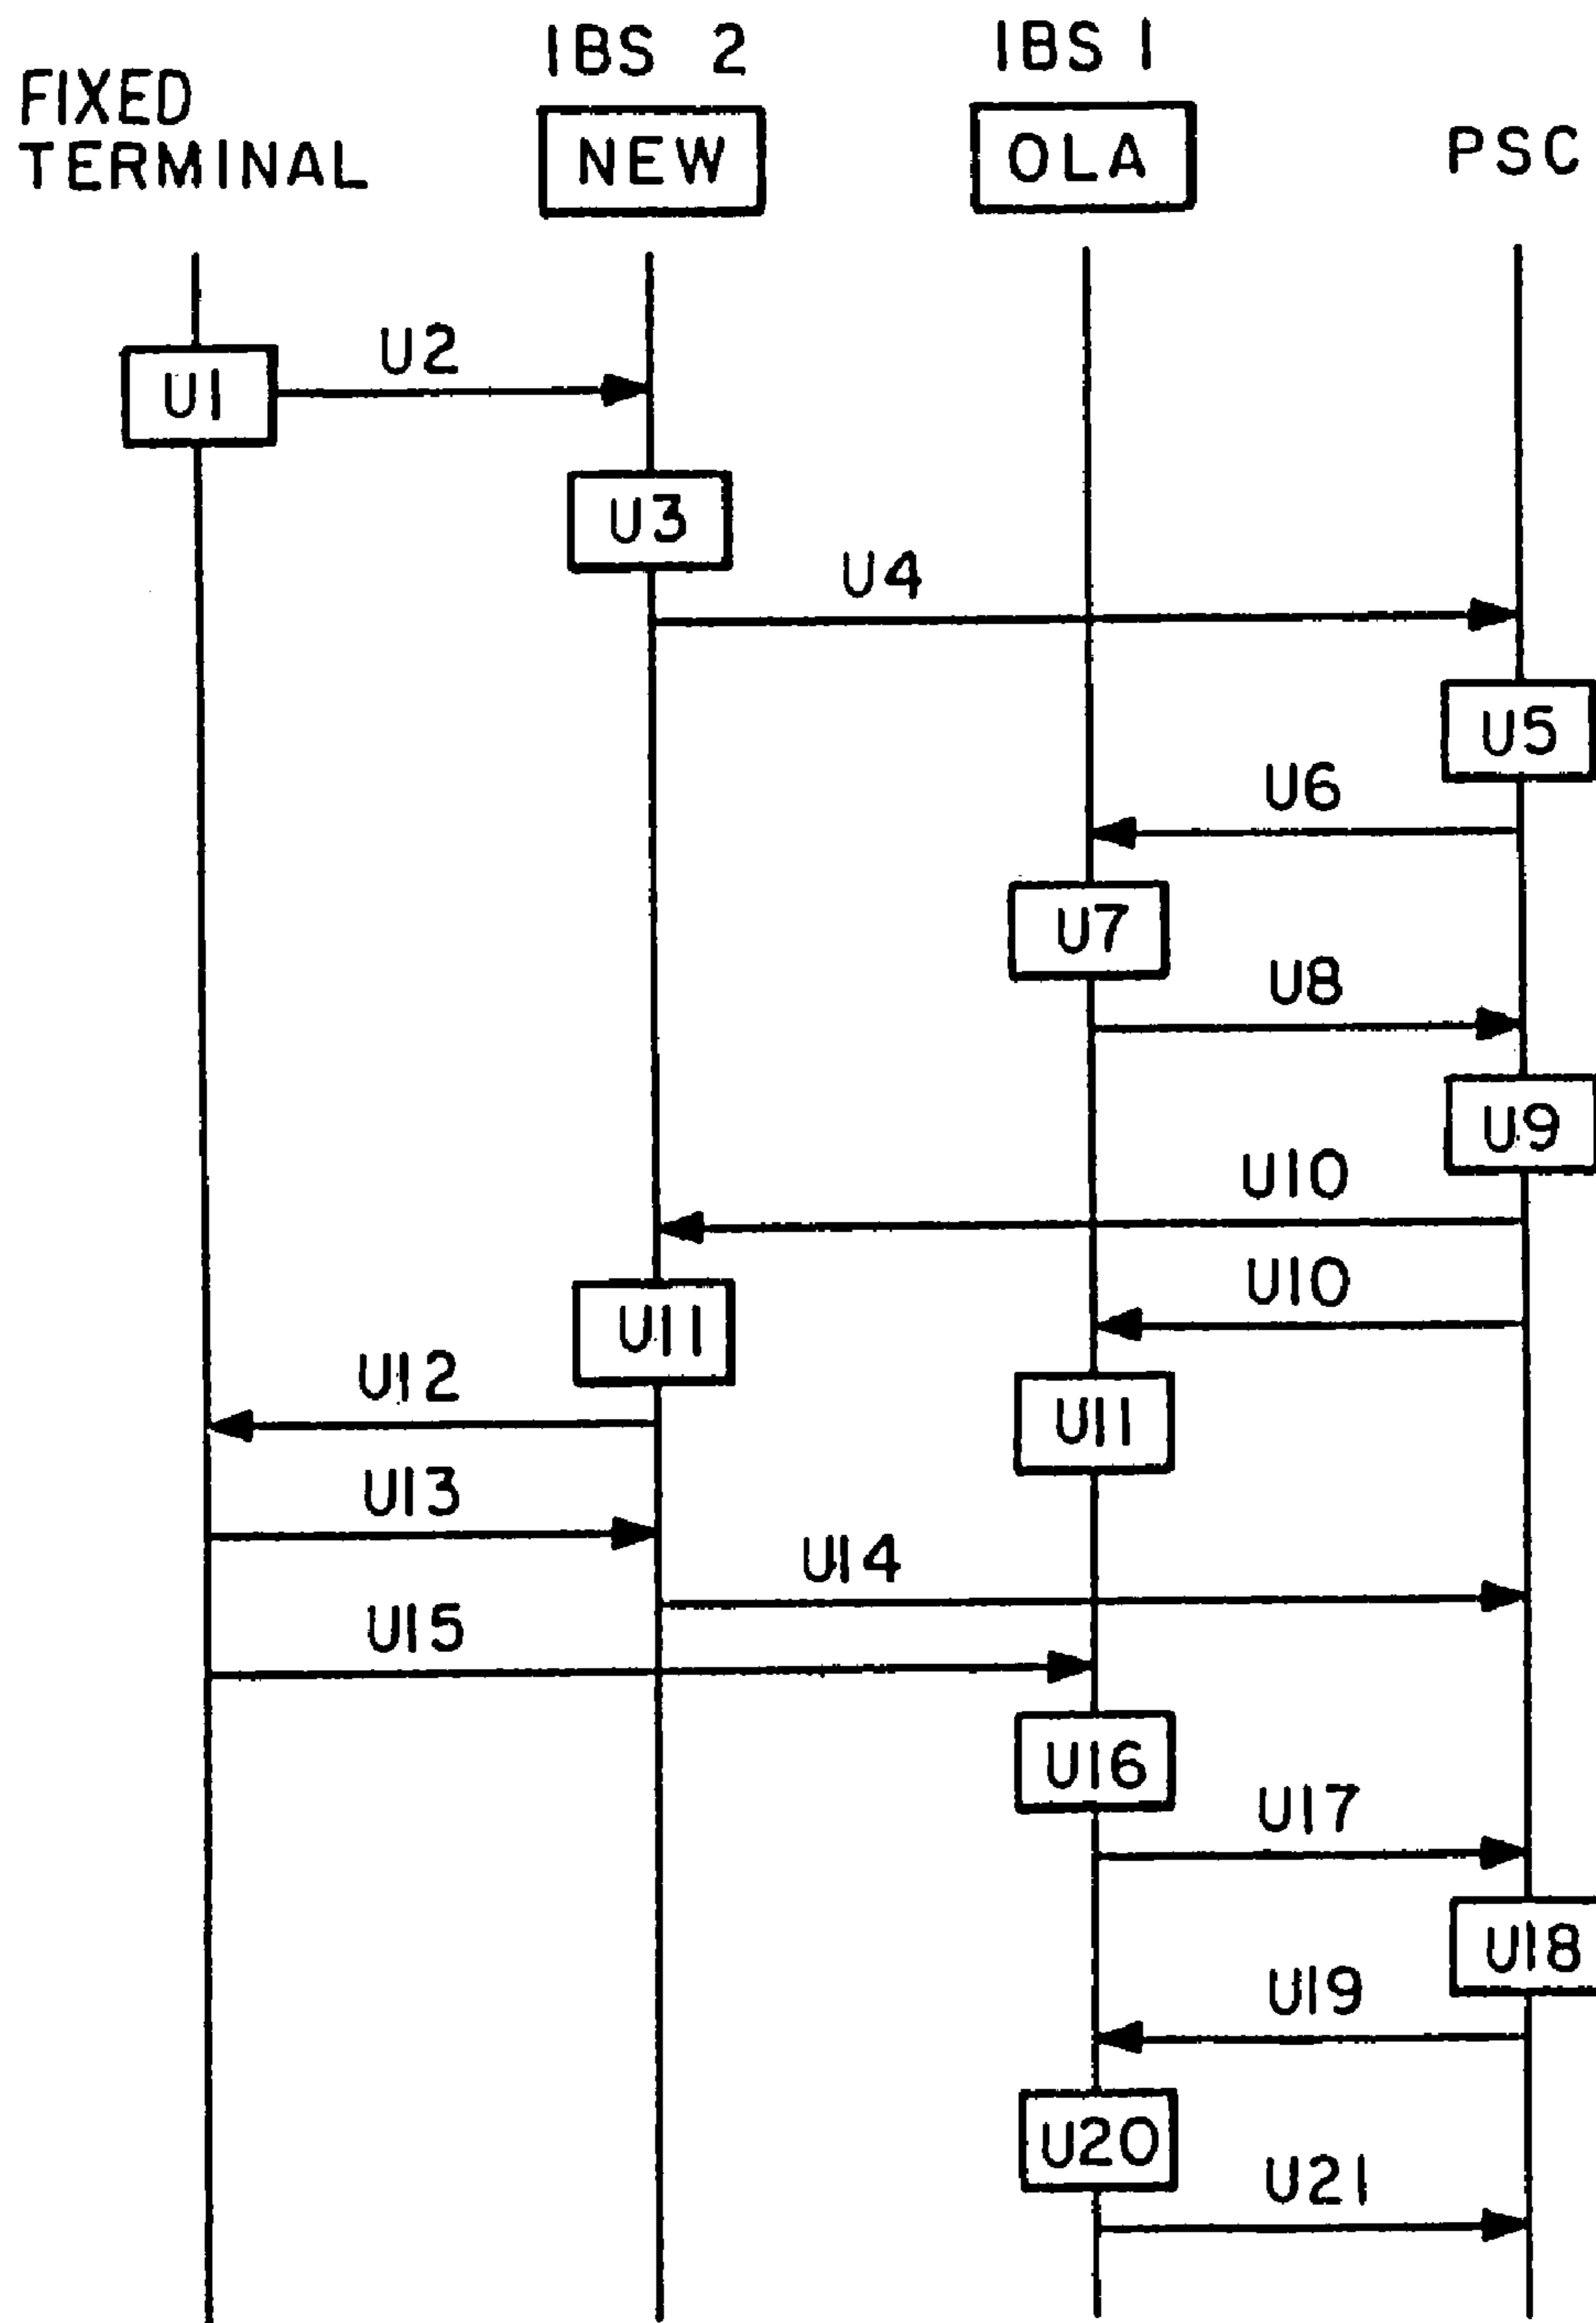 FIXED
TERMINAL
IBS 2
NEW
IBS 1
OLA
PSC
U1
U2
U3
U4
U5
U6
U7
U8
U9
U10
U10
U11
U12
U11
U13
U14
U15
U16
U17
U18
U19
U20
U21